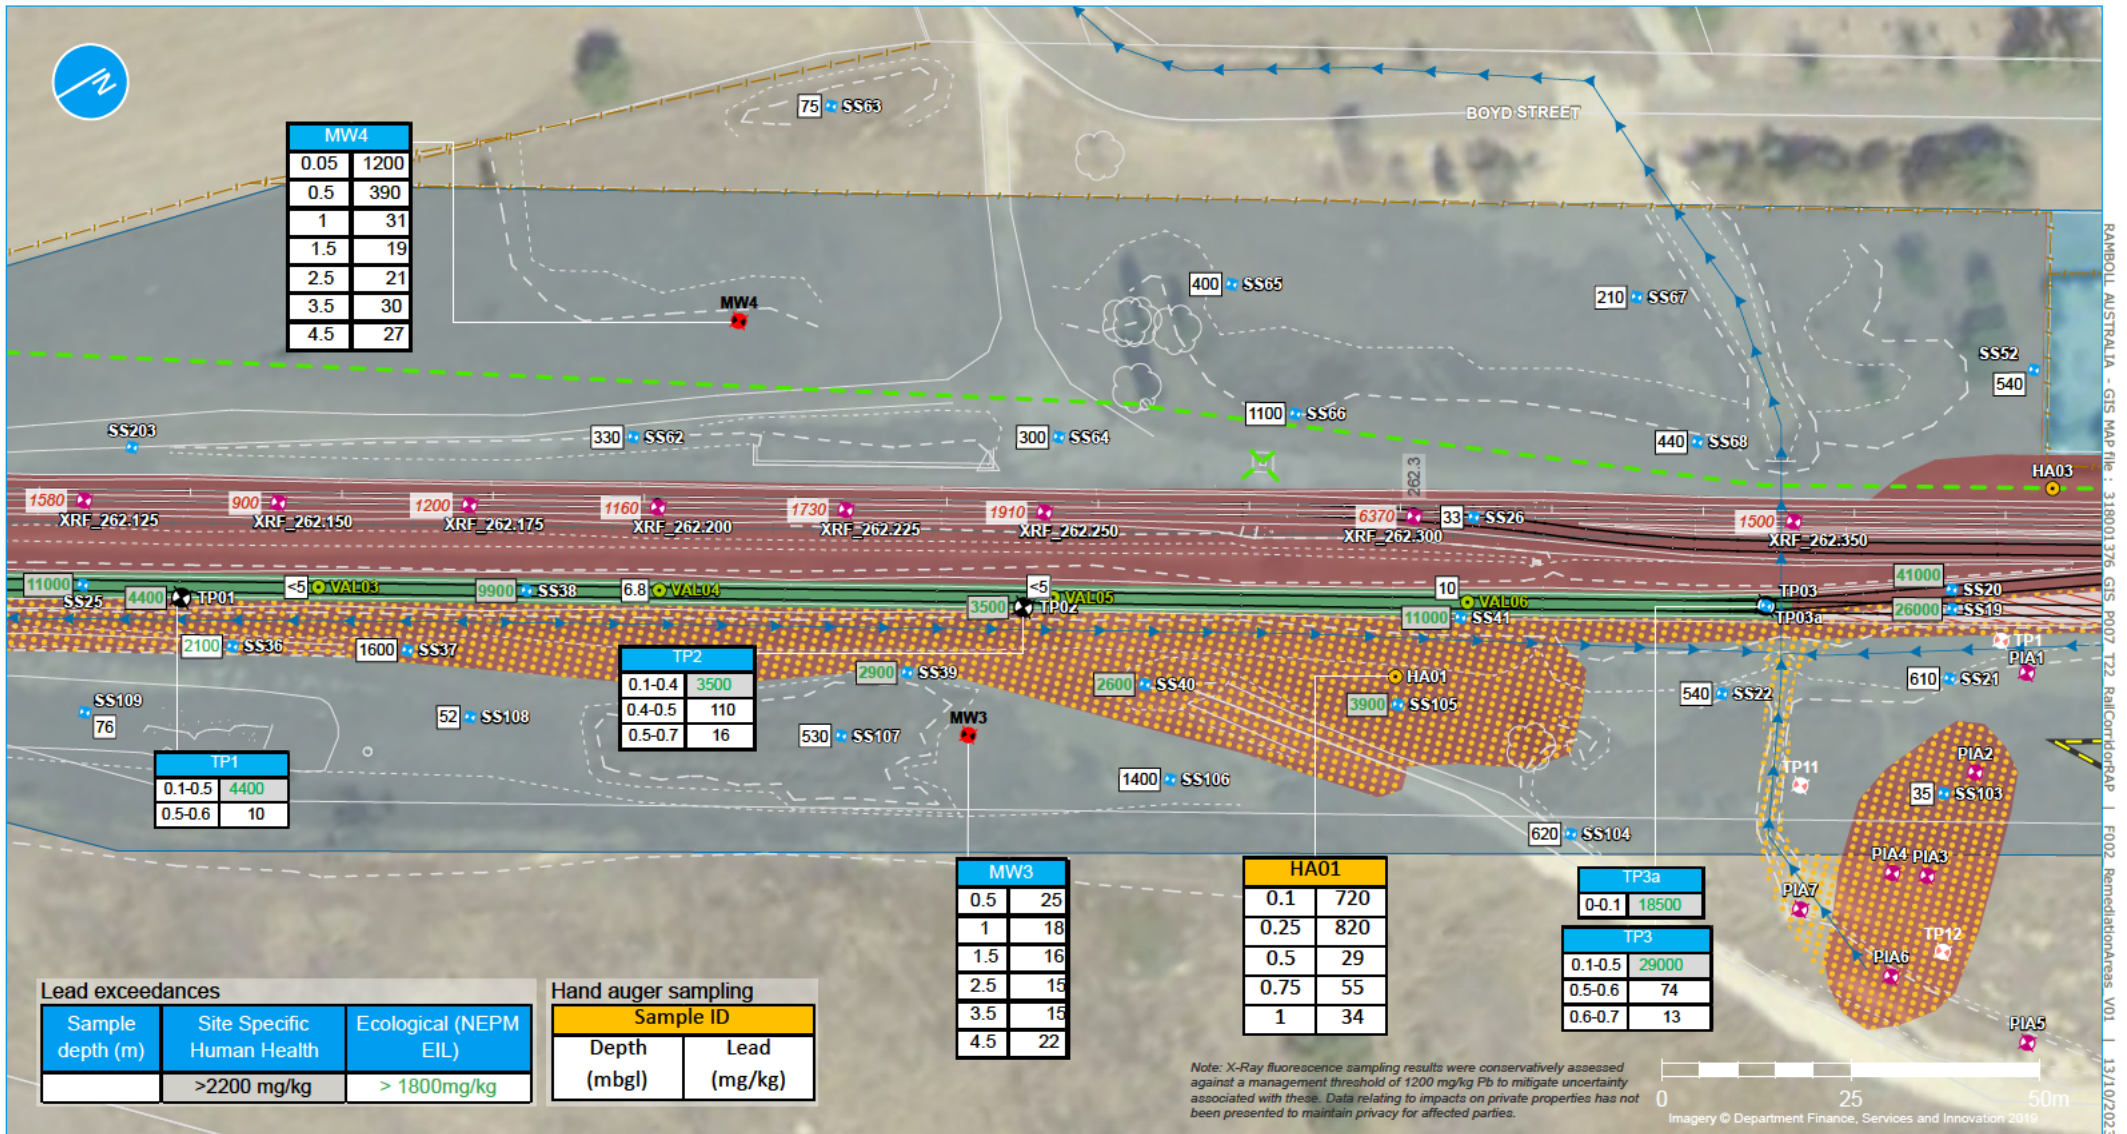 BOYD STREET
75 SS63
MW4
0.05 1200
0.5 390
1 31
1.5 19
2.5 21
3.5 30
4.5 27
MW4
400 SS65
210 SS67
SS52
540
1100 SS66
SS203
330 SS62
300 SS64
440 SS68
262.3
HA03
1580
XRF_262.125
900
XRF_262.150
1200
XRF_262.175
1160
XRF_262.200
1730
XRF_262.225
1910
XRF_262.250
6370
XRF_262.300
33 SS26
1500
XRF_262.350
11000
SS25
4400 TP01
<5 VAL03
9900 SS38
6.8 VAL04
3500 TP02
<5 VAL05
10 VAL06
11000 SS41
TP03
TP03a
41000 SS20
26000 SS19
2100 SS36
1600 SS37
TP2
0.1-0.4 3500
0.4-0.5 110
0.5-0.7 16
2900 SS39
2600 SS40
HA01
3900 SS105
540 SS22
610 SS21
TP1
PIA1
SS109
76
52 SS108
530 SS107
MW3
1400 SS106
620 SS104
TP11
PIA2
35 SS103
PIA4 PIA3
PIA7
TP12
PIA6
PIA5
TP1
0.1-0.5 4400
0.5-0.6 10
MW3
0.5 25
1 18
1.5 16
2.5 15
3.5 15
4.5 22
HA01
0.1 720
0.25 820
0.5 29
0.75 55
1 34
TP3a
0-0.1 18500
TP3
0.1-0.5 29000
0.5-0.6 74
0.6-0.7 13
Lead exceedances
Sample depth (m) Site Specific Human Health Ecological (NEPM EIL)
>2200 mg/kg > 1800mg/kg
Hand auger sampling
Sample ID
Depth (mbgl) Lead (mg/kg)
Note: X-Ray fluorescence sampling results were conservatively assessed
against a management threshold of 1200 mg/kg Pb to mitigate uncertainty
associated with these. Data relating to impacts on private properties has not
been presented to maintain privacy for affected parties.
0 25 50m
Imagery © Department Finance, Services and Innovation 2019
RAMBOLL AUSTRALIA - GIS MAP file : 318001376_GIS_P007_T22_RailCorridorRAP | F002_RemediationAreas_V01 | 13/10/2023